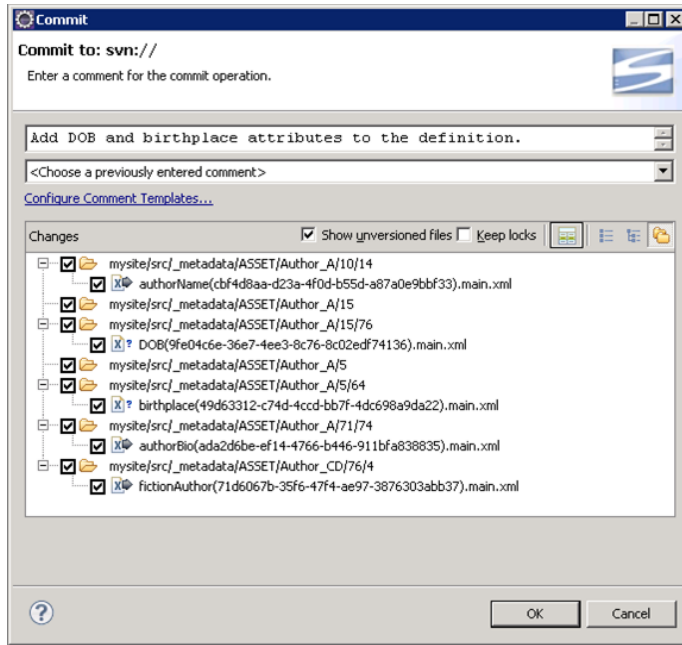 Commit
Commit to: svn://
Enter a comment for the commit operation.
Add DOB and birthplace attributes to the definition.
<Choose a previously entered comment>
Configure Comment Templates...
Changes
Show unversioned files
Keep locks
mysite/src/_metadata/ASSET/Author_A/10/14
authorName(cbf4d8aa-d23a-4f0d-b55d-a87a0e9bbf33).main.xml
mysite/src/_metadata/ASSET/Author_A/15
mysite/src/_metadata/ASSET/Author_A/15/76
DOB(9fe04c6e-36e7-4ee3-8c76-8c02edf74136).main.xml
mysite/src/_metadata/ASSET/Author_A/5
mysite/src/_metadata/ASSET/Author_A/5/64
birthplace(49d63312-c74d-4ccd-bb7f-4dc698a9da22).main.xml
mysite/src/_metadata/ASSET/Author_A/71/74
authorBio(ada2d6be-ef14-4766-b446-911bfa838835).main.xml
mysite/src/_metadata/ASSET/Author_CD/76/4
fictionAuthor(71d6067b-35f6-47f4-ae97-3876303abb37).main.xml
OK
Cancel